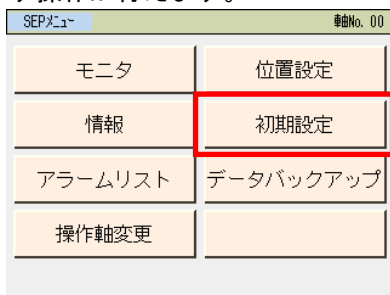 SEPメニュー 軸No. 00
モニタ 位置設定
情報 初期設定
アラームリスト データバックアップ
操作軸変更